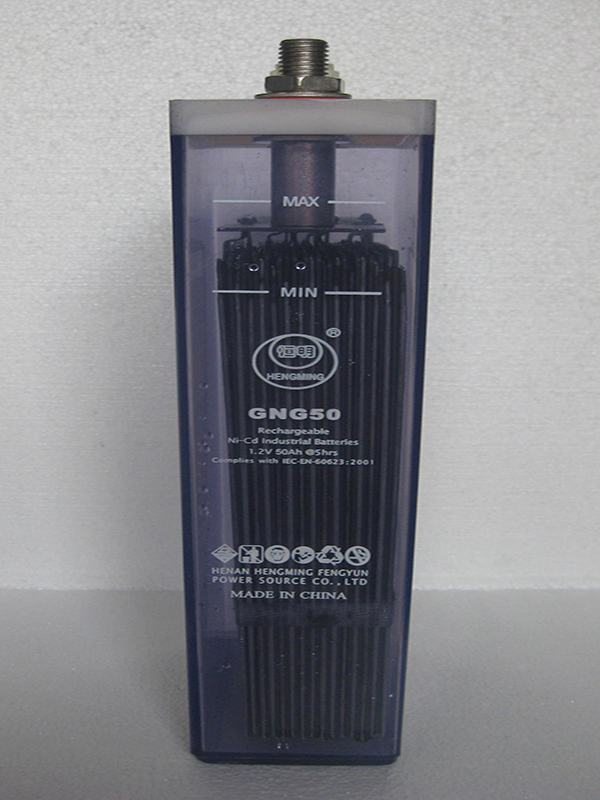 MAX
MIN
®
恒明
HENGMING
GNG50
Rechargeable
Ni-Cd Industrial Batteries
1.2V 50Ah @5hrs
Complies with IEC-EN-60623:2001
HENAN HENGMING FENGYUN
POWER SOURCE CO., LTD
MADE IN CHINA